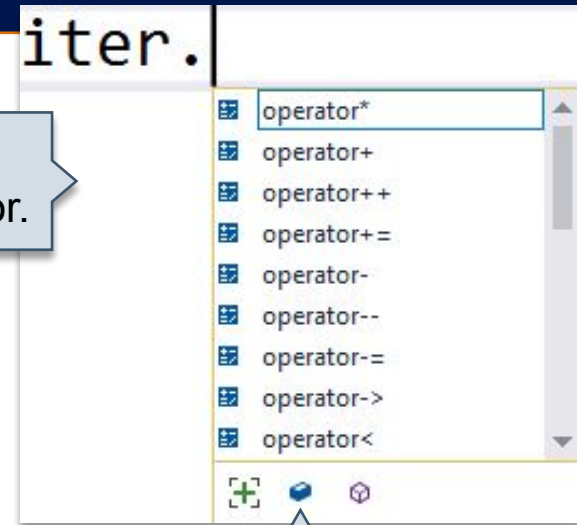 iter.
or.
operator*
operator+
operator++
operator+=
operator-
operator--
operator-=
operator->
operator<